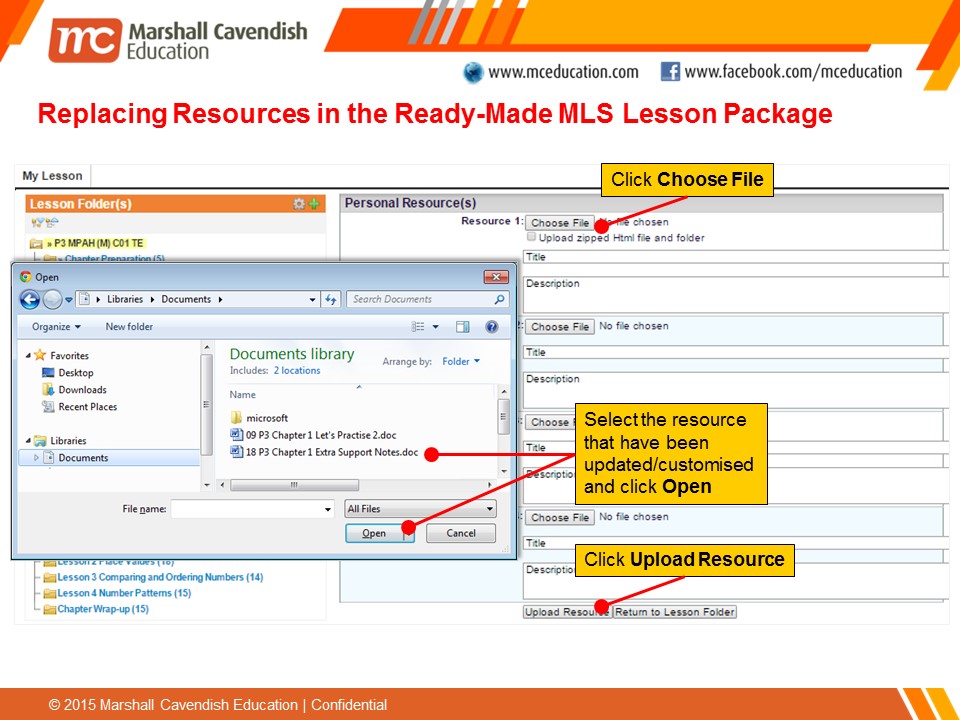 mc Marshall Cavendish
Education
www.mceducation.com
www.facebook.com/mceducation
Replacing Resources in the Ready-Made MLS Lesson Package
My Lesson
Click Choose File
Lesson Folder(s)
Personal Resource(s)
Resource 1: Choose File No file chosen
Upload zipped Html file and folder
» P3 MPAH (M) C01 TE
» Chapter Preparation (5)
Title
Description
Open
Libraries
Documents
Search Documents
Choose File No file chosen
Organize
New folder
Title
Favorites
Desktop
Downloads
Recent Places
Libraries
Documents
Documents library
Includes: 2 locations
Arrange by: Folder
Name
microsoft
09 P3 Chapter 1 Let's Practise 2.doc
18 P3 Chapter 1 Extra Support Notes.doc
Description
Select the resource
that have been
updated/customised
and click Open
Title
File name:
All Files
Open
Cancel
Choose File No file chosen
Title
Click Upload Resource
Lesson 2 Place Values (18)
Lesson 3 Comparing and Ordering Numbers (14)
Lesson 4 Number Patterns (15)
Chapter Wrap-up (15)
Upload Resource
Return to Lesson Folder
© 2015 Marshall Cavendish Education | Confidential